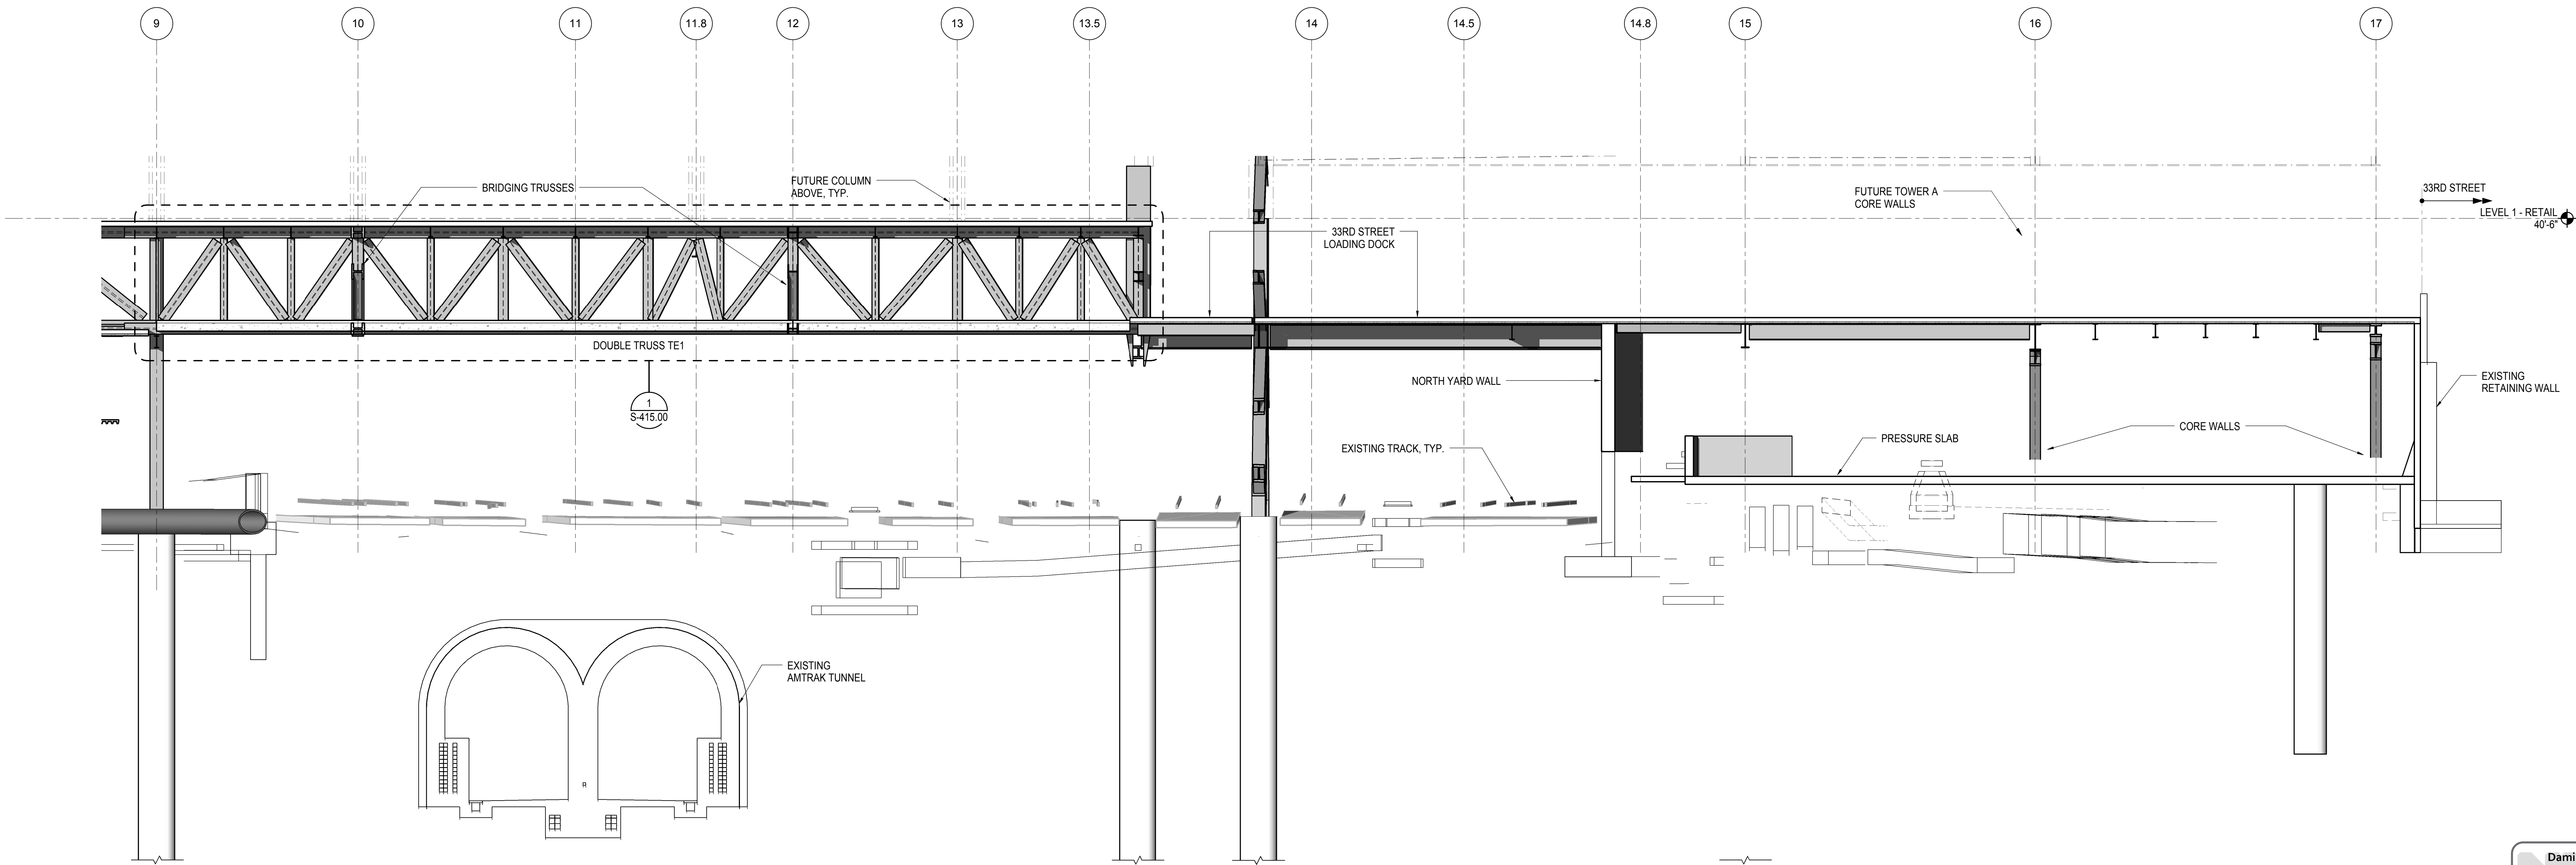 9
10
11
11.8
12
13
13.5
14
14.5
14.8
15
16
17
BRIDGING TRUSSES
FUTURE COLUMN
ABOVE, TYP.
FUTURE TOWER A
CORE WALLS
33RD STREET
LEVEL 1 - RETAIL
40'-6"
33RD STREET
LOADING DOCK
DOUBLE TRUSS TE1
1
S-415.00
NORTH YARD WALL
EXISTING
RETAINING WALL
EXISTING TRACK, TYP.
PRESSURE SLAB
CORE WALLS
EXISTING
AMTRAK TUNNEL
R
Dami